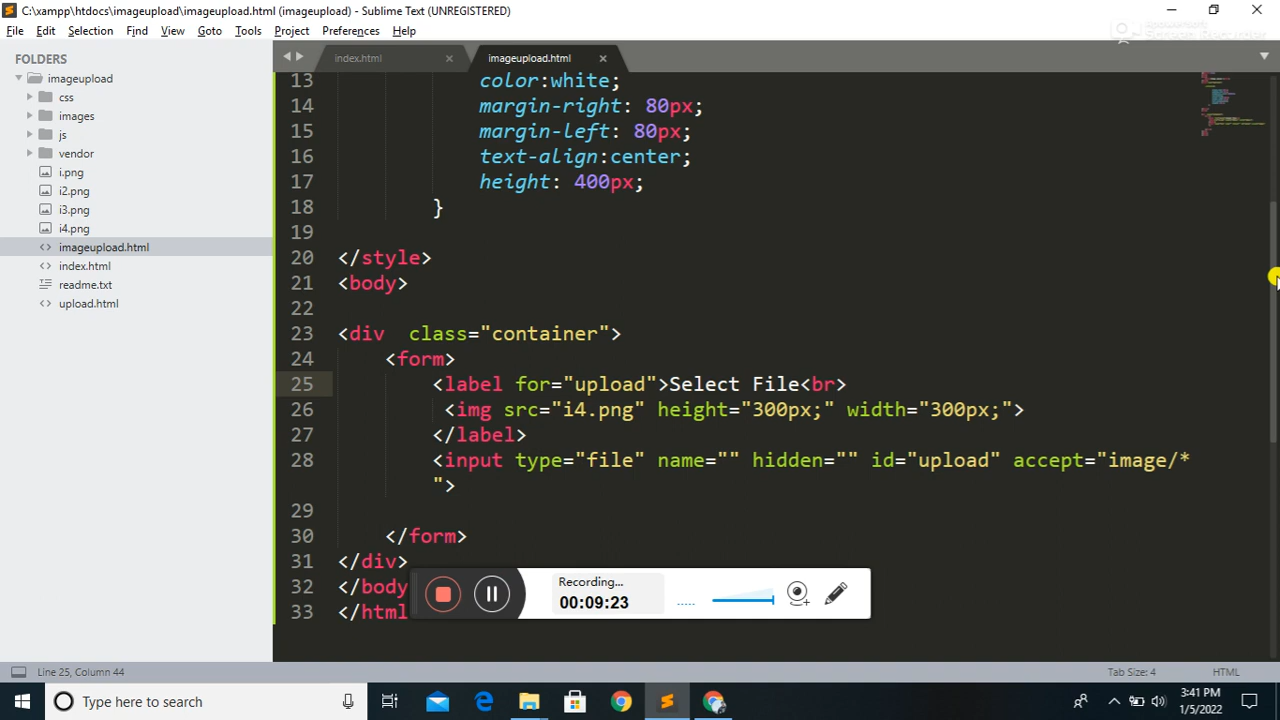 C:\xampp\htdocs\imageupload\imageupload.html (imageupload) - Sublime Text (UNREGISTERED)
File Edit Selection Find View Goto Tools Project Preferences Help
FOLDERS
imageupload
css
images
js
vendor
i.png
i2.png
i3.png
i4.png
imageupload.html
index.html
readme.txt
upload.html
index.html
imageupload.html
13 color:white;
14 margin-right: 80px;
15 margin-left: 80px;
16 text-align:center;
17 height: 400px;
18 }
19
20 </style>
21 <body>
22
23 <div  class="container">
24 <form>
25 <label for="upload">Select File<br>
26 <img src="i4.png" height="300px;" width="300px;">
27 </label>
28 <input type="file" name="" hidden="" id="upload" accept="image/*
">
29
30 </form>
31 </div>
32 </body
33 </html
Recording...
00:09:23
Line 25, Column 44
Tab Size: 4
HTML
Type here to search
3:41 PM
1/5/2022